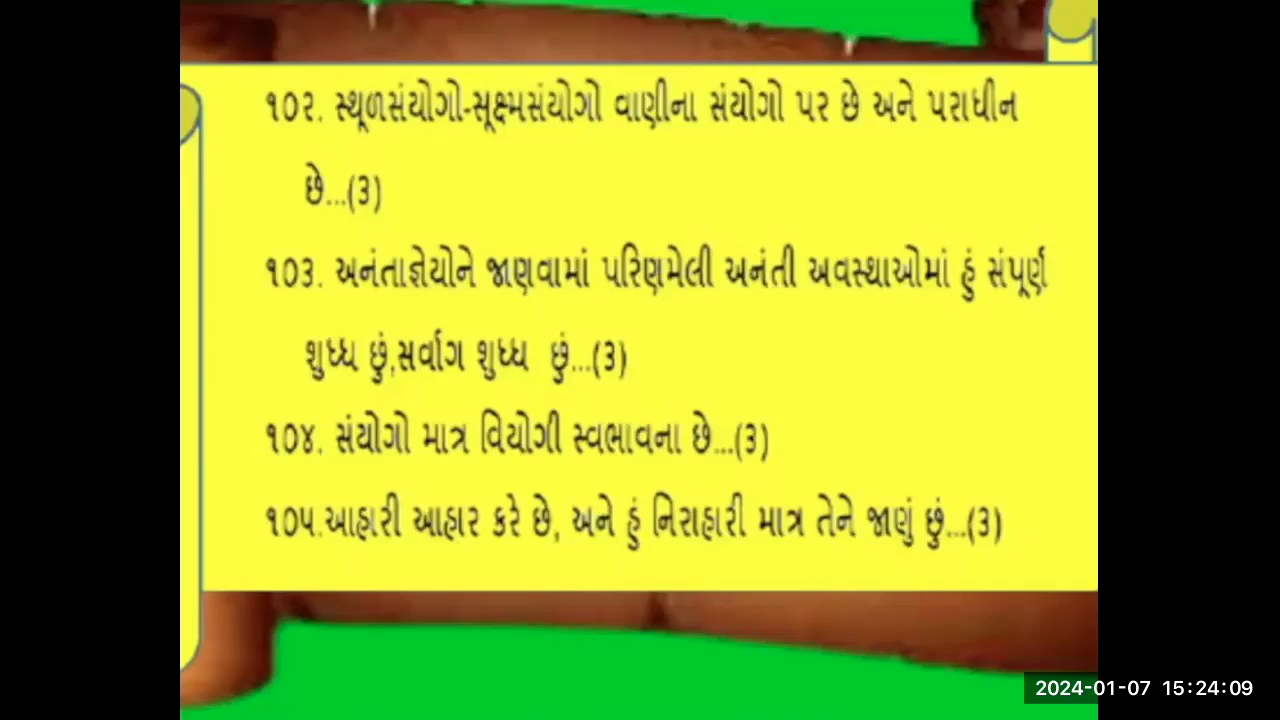 ૧૦૨. સ્થૂળસંયોગો-સૂક્ષ્મસંયોગો વાણીના સંયોગો પર છે અને પરાધીન
છે...(૩)
૧૦૩. અનંતાજ્ઞેયોને જાણવામાં પરિણમેલી અનંતી અવસ્થાઓમાં હું સંપૂર્ણ
શુધ્ધ છું,સર્વાંગ શુધ્ધ છું...(૩)
૧૦૪. સંયોગો માત્ર વિયોગી સ્વભાવના છે...(૩)
૧૦૫.આહારી આહાર કરે છે, અને હું નિરાહારી માત્ર તેને જાણું છું...(૩)
2024-01-07 15:24:09